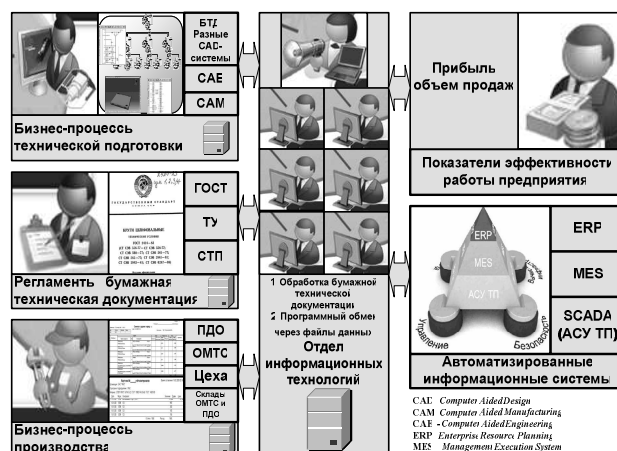 БТД
Разные
CAD-
системы
CAE
CAM
Бизнес-процессь
технической подготовки
ГОСТ
ТУ
СТП
Регламенть бумажная
техническая документация
ПДО
ОМТС
Цеха
Склады
ОМТС и
ПДО
Бизнес-процессь
производства
1 Обработка бумажной
техническої
документации
2 Программный обмен
через файлы данных
Отдел
информационных
технологий
Прибыль
объем продаж
Показатели эффективности
работы предприятия
ERP
MES
АСУ ТП
Управление
Безопасность
ERP
MES
SCADA
(АСУ ТП)
Автоматизированные
информационные системы
CAD Computer Aided Design
CAM Computer Aided Manufacturing
CAE - Computer Aided Engineering
ERP Enterprise Resource Planning
MES Management Execution System